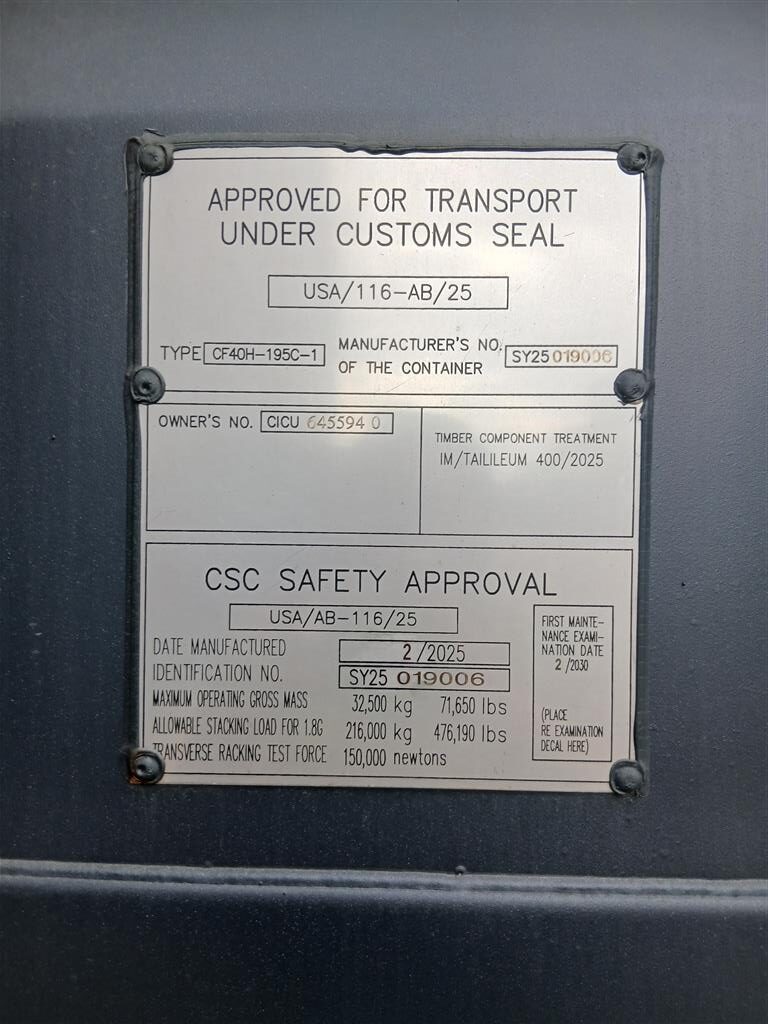 APPROVED FOR TRANSPORT
UNDER CUSTOMS SEAL
USA/116-AB/25
TYPE CF40H-195C-1
MANUFACTURER'S NO.
OF THE CONTAINER
SY25 019006
OWNER'S NO. CICU 645594 0
TIMBER COMPONENT TREATMENT
IM/TAILILEUM 400/2025
CSC SAFETY APPROVAL
USA/AB-116/25
DATE MANUFACTURED 2/2025
IDENTIFICATION NO. SY25 019006
MAXIMUM OPERATING GROSS MASS 32,500 kg 71,650 lbs
ALLOWABLE STACKING LOAD FOR 1.8G 216,000 kg 476,190 lbs
TRANSVERSE RACKING TEST FORCE 150,000 newtons
FIRST MAINTE-
NANCE EXAMI-
NATION DATE
2 /2030
(PLACE
RE EXAMINATION
DECAL HERE)